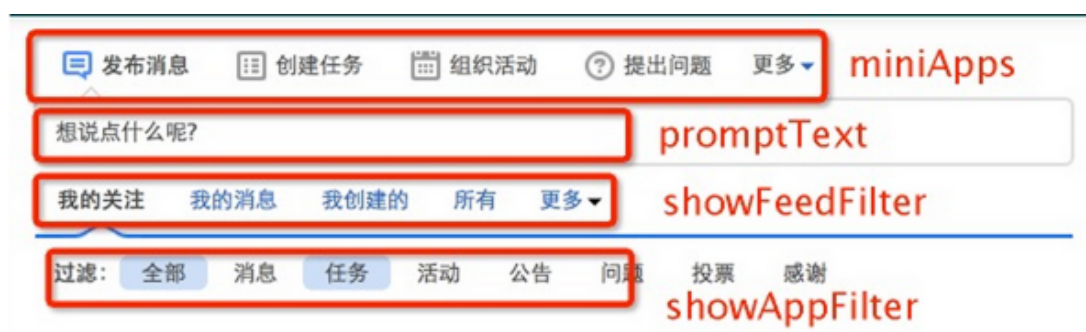 发布消息 创建任务 组织活动 提出问题 更多 miniApps
想说点什么呢? promptText
我的关注 我的消息 我创建的 所有 更多 showFeedFilter
过滤： 全部 消息 任务 活动 公告 问题 投票 感谢
showAppFilter